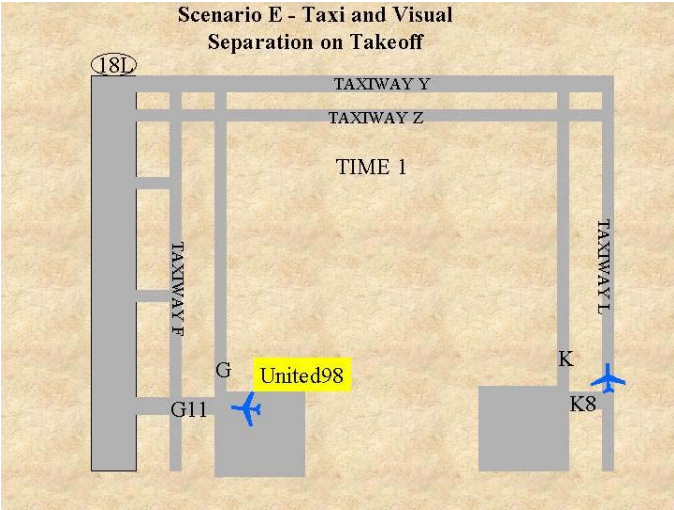 Scenario E - Taxi and Visual
Separation on Takeoff
18L
TAXIWAY Y
TAXIWAY Z
TIME 1
TAXIWAY F
TAXIWAY L
G
K
United98
G11
K8